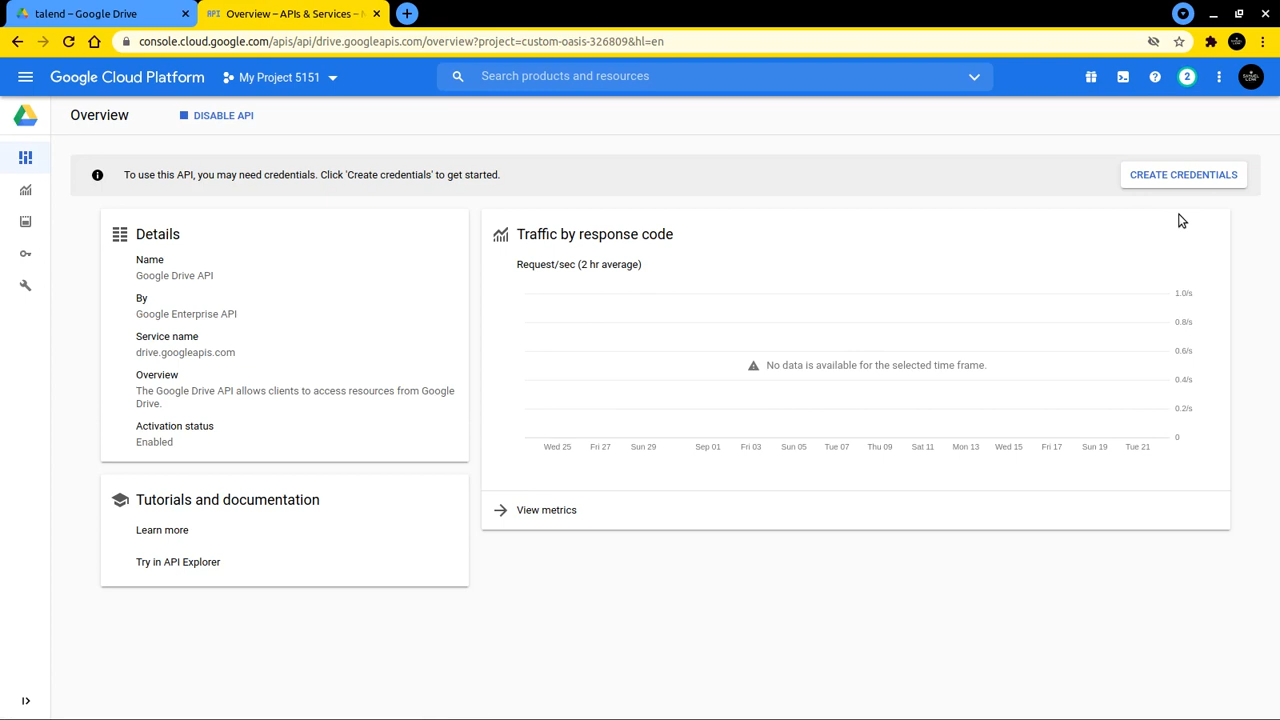 talend – Google Drive
API Overview – APIs & Services –
console.cloud.google.com/apis/api/drive.googleapis.com/overview?project=custom-oasis-326809&hl=en
Google Cloud Platform
My Project 5151
Search products and resources
2
Overview
DISABLE API
To use this API, you may need credentials. Click 'Create credentials' to get started.
CREATE CREDENTIALS
Details
Name
Google Drive API
By
Google Enterprise API
Service name
drive.googleapis.com
Overview
The Google Drive API allows clients to access resources from Google
Drive.
Activation status
Enabled
Tutorials and documentation
Learn more
Try in API Explorer
Traffic by response code
Request/sec (2 hr average)
1.0/s
0.8/s
0.6/s
No data is available for the selected time frame.
0.4/s
0.2/s
0
Wed 25 Fri 27 Sun 29 Sep 01 Fri 03 Sun 05 Tue 07 Thu 09 Sat 11 Mon 13 Wed 15 Fri 17 Sun 19 Tue 21
View metrics